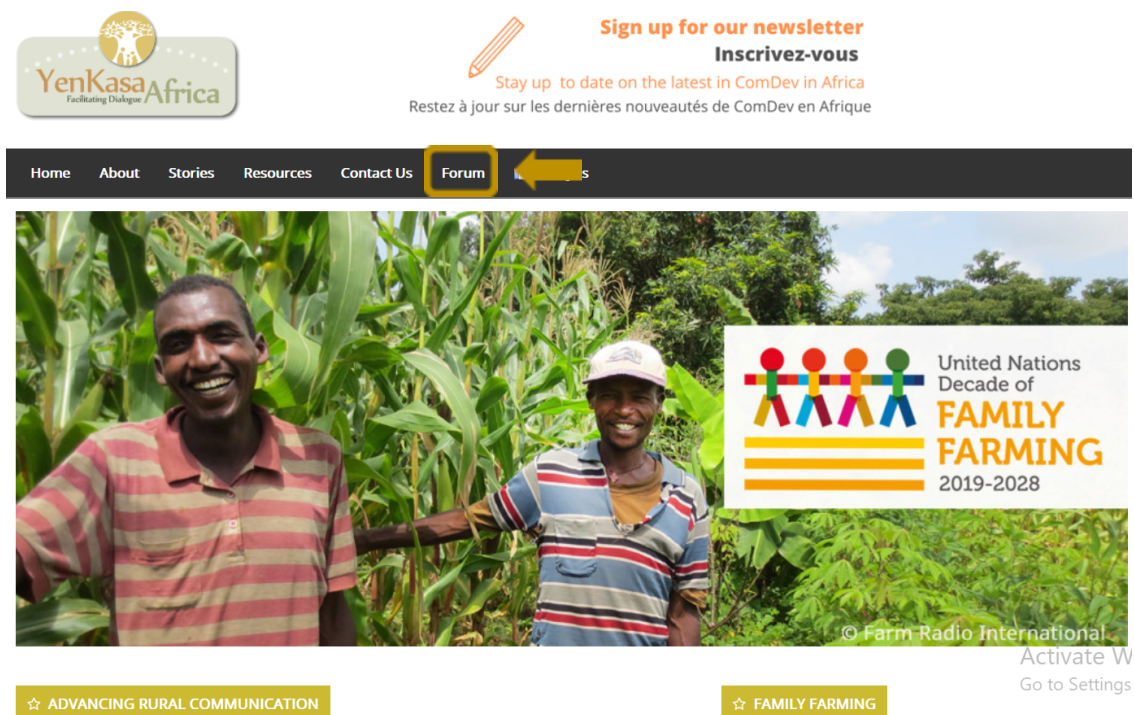 YenKasa Africa
Facilitating Dialogue
Sign up for our newsletter
Inscrivez-vous
Stay up to date on the latest in ComDev in Africa
Restez à jour sur les dernières nouveautés de ComDev en Afrique
Home About Stories Resources Contact Us Forum
United Nations
Decade of
FAMILY
FARMING
2019-2028
© Farm Radio International
Activate W
Go to Settings
ADVANCING RURAL COMMUNICATION
FAMILY FARMING